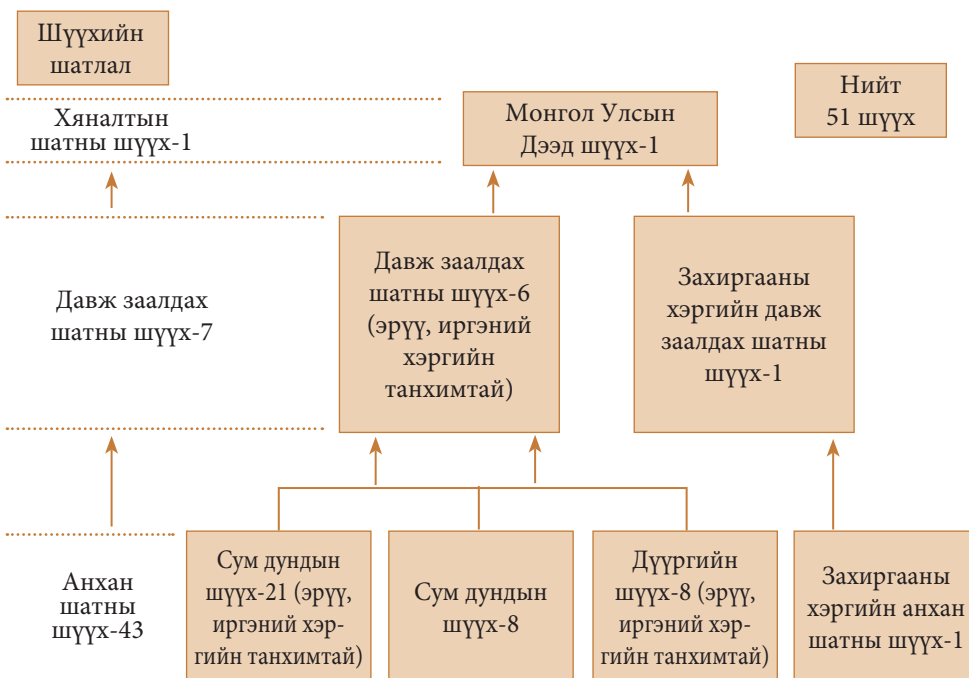 Шүүхийн
шатлал
Нийт
51 шүүх
Хяналтын
шатны шүүх-1
Монгол Улсын
Дээд шүүх-1
Давж заалдах
шатны шүүх-7
Давж заалдах
шатны шүүх-6
(эрүү, иргэний
хэргийн
танхимтай)
Захиргааны
хэргийн давж
заалдах шатны
шүүх-1
Анхан
шатны
шүүх-43
Сум дундын
шүүх-21 (эрүү,
иргэний хэр-
гийн танхимтай)
Сум дундын
шүүх-8
Дүүргийн
шүүх-8 (эрүү,
иргэний хэр-
гийн танхимтай)
Захиргааны
хэргийн анхан
шатны шүүх-1